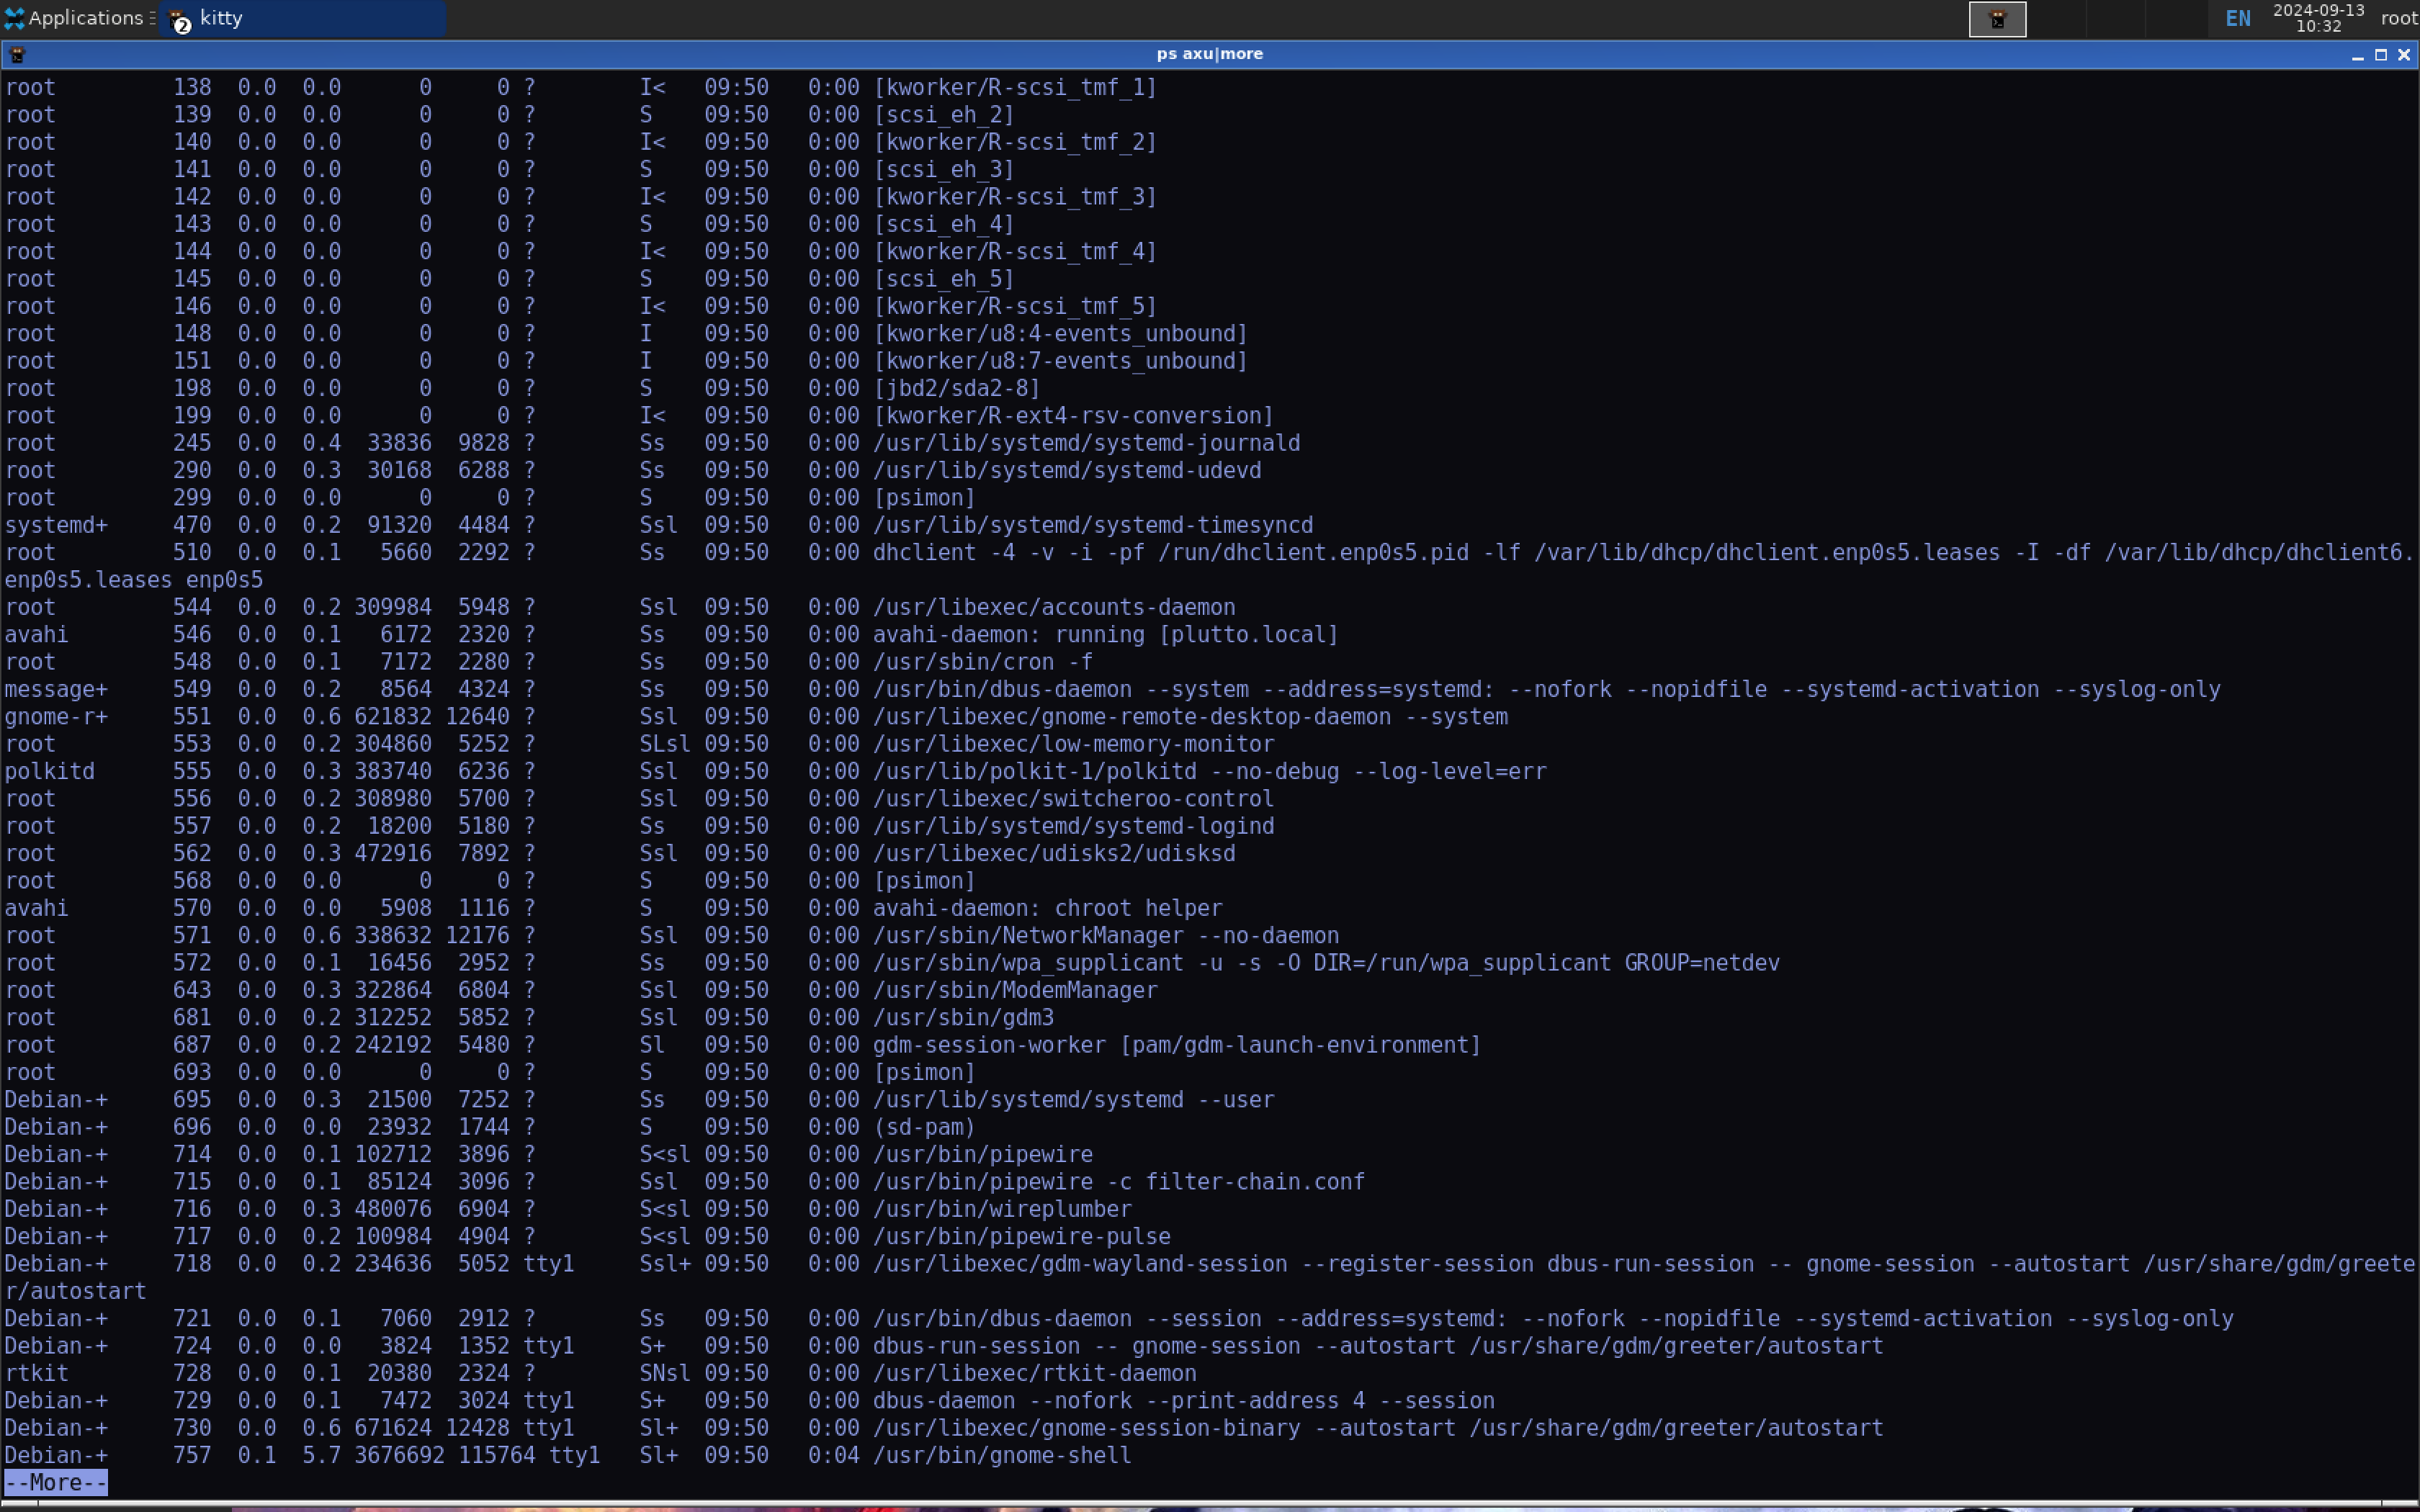 Applications
2
kitty
EN
2024-09-13
10:32
root
ps axu|more
root 138 0.0 0.0 0 0 ? I< 09:50 0:00 [kworker/R-scsi_tmf_1]
root 139 0.0 0.0 0 0 ? S 09:50 0:00 [scsi_eh_2]
root 140 0.0 0.0 0 0 ? I< 09:50 0:00 [kworker/R-scsi_tmf_2]
root 141 0.0 0.0 0 0 ? S 09:50 0:00 [scsi_eh_3]
root 142 0.0 0.0 0 0 ? I< 09:50 0:00 [kworker/R-scsi_tmf_3]
root 143 0.0 0.0 0 0 ? S 09:50 0:00 [scsi_eh_4]
root 144 0.0 0.0 0 0 ? I< 09:50 0:00 [kworker/R-scsi_tmf_4]
root 145 0.0 0.0 0 0 ? S 09:50 0:00 [scsi_eh_5]
root 146 0.0 0.0 0 0 ? I< 09:50 0:00 [kworker/R-scsi_tmf_5]
root 148 0.0 0.0 0 0 ? I 09:50 0:00 [kworker/u8:4-events_unbound]
root 151 0.0 0.0 0 0 ? I 09:50 0:00 [kworker/u8:7-events_unbound]
root 198 0.0 0.0 0 0 ? S 09:50 0:00 [jbd2/sda2-8]
root 199 0.0 0.0 0 0 ? I< 09:50 0:00 [kworker/R-ext4-rsv-conversion]
root 245 0.0 0.4 33836 9828 ? Ss 09:50 0:00 /usr/lib/systemd/systemd-journald
root 290 0.0 0.3 30168 6288 ? Ss 09:50 0:00 /usr/lib/systemd/systemd-udevd
root 299 0.0 0.0 0 0 ? S 09:50 0:00 [psimon]
systemd+ 470 0.0 0.2 91320 4484 ? Ssl 09:50 0:00 /usr/lib/systemd/systemd-timesyncd
root 510 0.0 0.1 5660 2292 ? Ss 09:50 0:00 dhclient -4 -v -i -pf /run/dhclient.enp0s5.pid -lf /var/lib/dhcp/dhclient.enp0s5.leases -I -df /var/lib/dhcp/dhclient6.
enp0s5.leases enp0s5
root 544 0.0 0.2 309984 5948 ? Ssl 09:50 0:00 /usr/libexec/accounts-daemon
avahi 546 0.0 0.1 6172 2320 ? Ss 09:50 0:00 avahi-daemon: running [plutto.local]
root 548 0.0 0.1 7172 2280 ? Ss 09:50 0:00 /usr/sbin/cron -f
message+ 549 0.0 0.2 8564 4324 ? Ss 09:50 0:00 /usr/bin/dbus-daemon --system --address=systemd: --nofork --nopidfile --systemd-activation --syslog-only
gnome-r+ 551 0.0 0.6 621832 12640 ? Ssl 09:50 0:00 /usr/libexec/gnome-remote-desktop-daemon --system
root 553 0.0 0.2 304860 5252 ? SLsl 09:50 0:00 /usr/libexec/low-memory-monitor
polkitd 555 0.0 0.3 383740 6236 ? Ssl 09:50 0:00 /usr/lib/polkit-1/polkitd --no-debug --log-level=err
root 556 0.0 0.2 308980 5700 ? Ssl 09:50 0:00 /usr/libexec/switcheroo-control
root 557 0.0 0.2 18200 5180 ? Ss 09:50 0:00 /usr/lib/systemd/systemd-logind
root 562 0.0 0.3 472916 7892 ? Ssl 09:50 0:00 /usr/libexec/udisks2/udisksd
root 568 0.0 0.0 0 0 ? S 09:50 0:00 [psimon]
avahi 570 0.0 0.0 5908 1116 ? S 09:50 0:00 avahi-daemon: chroot helper
root 571 0.0 0.6 338632 12176 ? Ssl 09:50 0:00 /usr/sbin/NetworkManager --no-daemon
root 572 0.0 0.1 16456 2952 ? Ss 09:50 0:00 /usr/sbin/wpa_supplicant -u -s -O DIR=/run/wpa_supplicant GROUP=netdev
root 643 0.0 0.3 322864 6804 ? Ssl 09:50 0:00 /usr/sbin/ModemManager
root 681 0.0 0.2 312252 5852 ? Ssl 09:50 0:00 /usr/sbin/gdm3
root 687 0.0 0.2 242192 5480 ? Sl 09:50 0:00 gdm-session-worker [pam/gdm-launch-environment]
root 693 0.0 0.0 0 0 ? S 09:50 0:00 [psimon]
Debian-+ 695 0.0 0.3 21500 7252 ? Ss 09:50 0:00 /usr/lib/systemd/systemd --user
Debian-+ 696 0.0 0.0 23932 1744 ? S 09:50 0:00 (sd-pam)
Debian-+ 714 0.0 0.1 102712 3896 ? S<sl 09:50 0:00 /usr/bin/pipewire
Debian-+ 715 0.0 0.1 85124 3096 ? Ssl 09:50 0:00 /usr/bin/pipewire -c filter-chain.conf
Debian-+ 716 0.0 0.3 480076 6904 ? S<sl 09:50 0:00 /usr/bin/wireplumber
Debian-+ 717 0.0 0.2 100984 4904 ? S<sl 09:50 0:00 /usr/bin/pipewire-pulse
Debian-+ 718 0.0 0.2 234636 5052 tty1 Ssl+ 09:50 0:00 /usr/libexec/gdm-wayland-session --register-session dbus-run-session -- gnome-session --autostart /usr/share/gdm/greete
r/autostart
Debian-+ 721 0.0 0.1 7060 2912 ? Ss 09:50 0:00 /usr/bin/dbus-daemon --session --address=systemd: --nofork --nopidfile --systemd-activation --syslog-only
Debian-+ 724 0.0 0.0 3824 1352 tty1 S+ 09:50 0:00 dbus-run-session -- gnome-session --autostart /usr/share/gdm/greeter/autostart
rtkit 728 0.0 0.1 20380 2324 ? SNsl 09:50 0:00 /usr/libexec/rtkit-daemon
Debian-+ 729 0.0 0.1 7472 3024 tty1 S+ 09:50 0:00 dbus-daemon --nofork --print-address 4 --session
Debian-+ 730 0.0 0.6 671624 12428 tty1 Sl+ 09:50 0:00 /usr/libexec/gnome-session-binary --autostart /usr/share/gdm/greeter/autostart
Debian-+ 757 0.1 5.7 3676692 115764 tty1 Sl+ 09:50 0:04 /usr/bin/gnome-shell
--More--